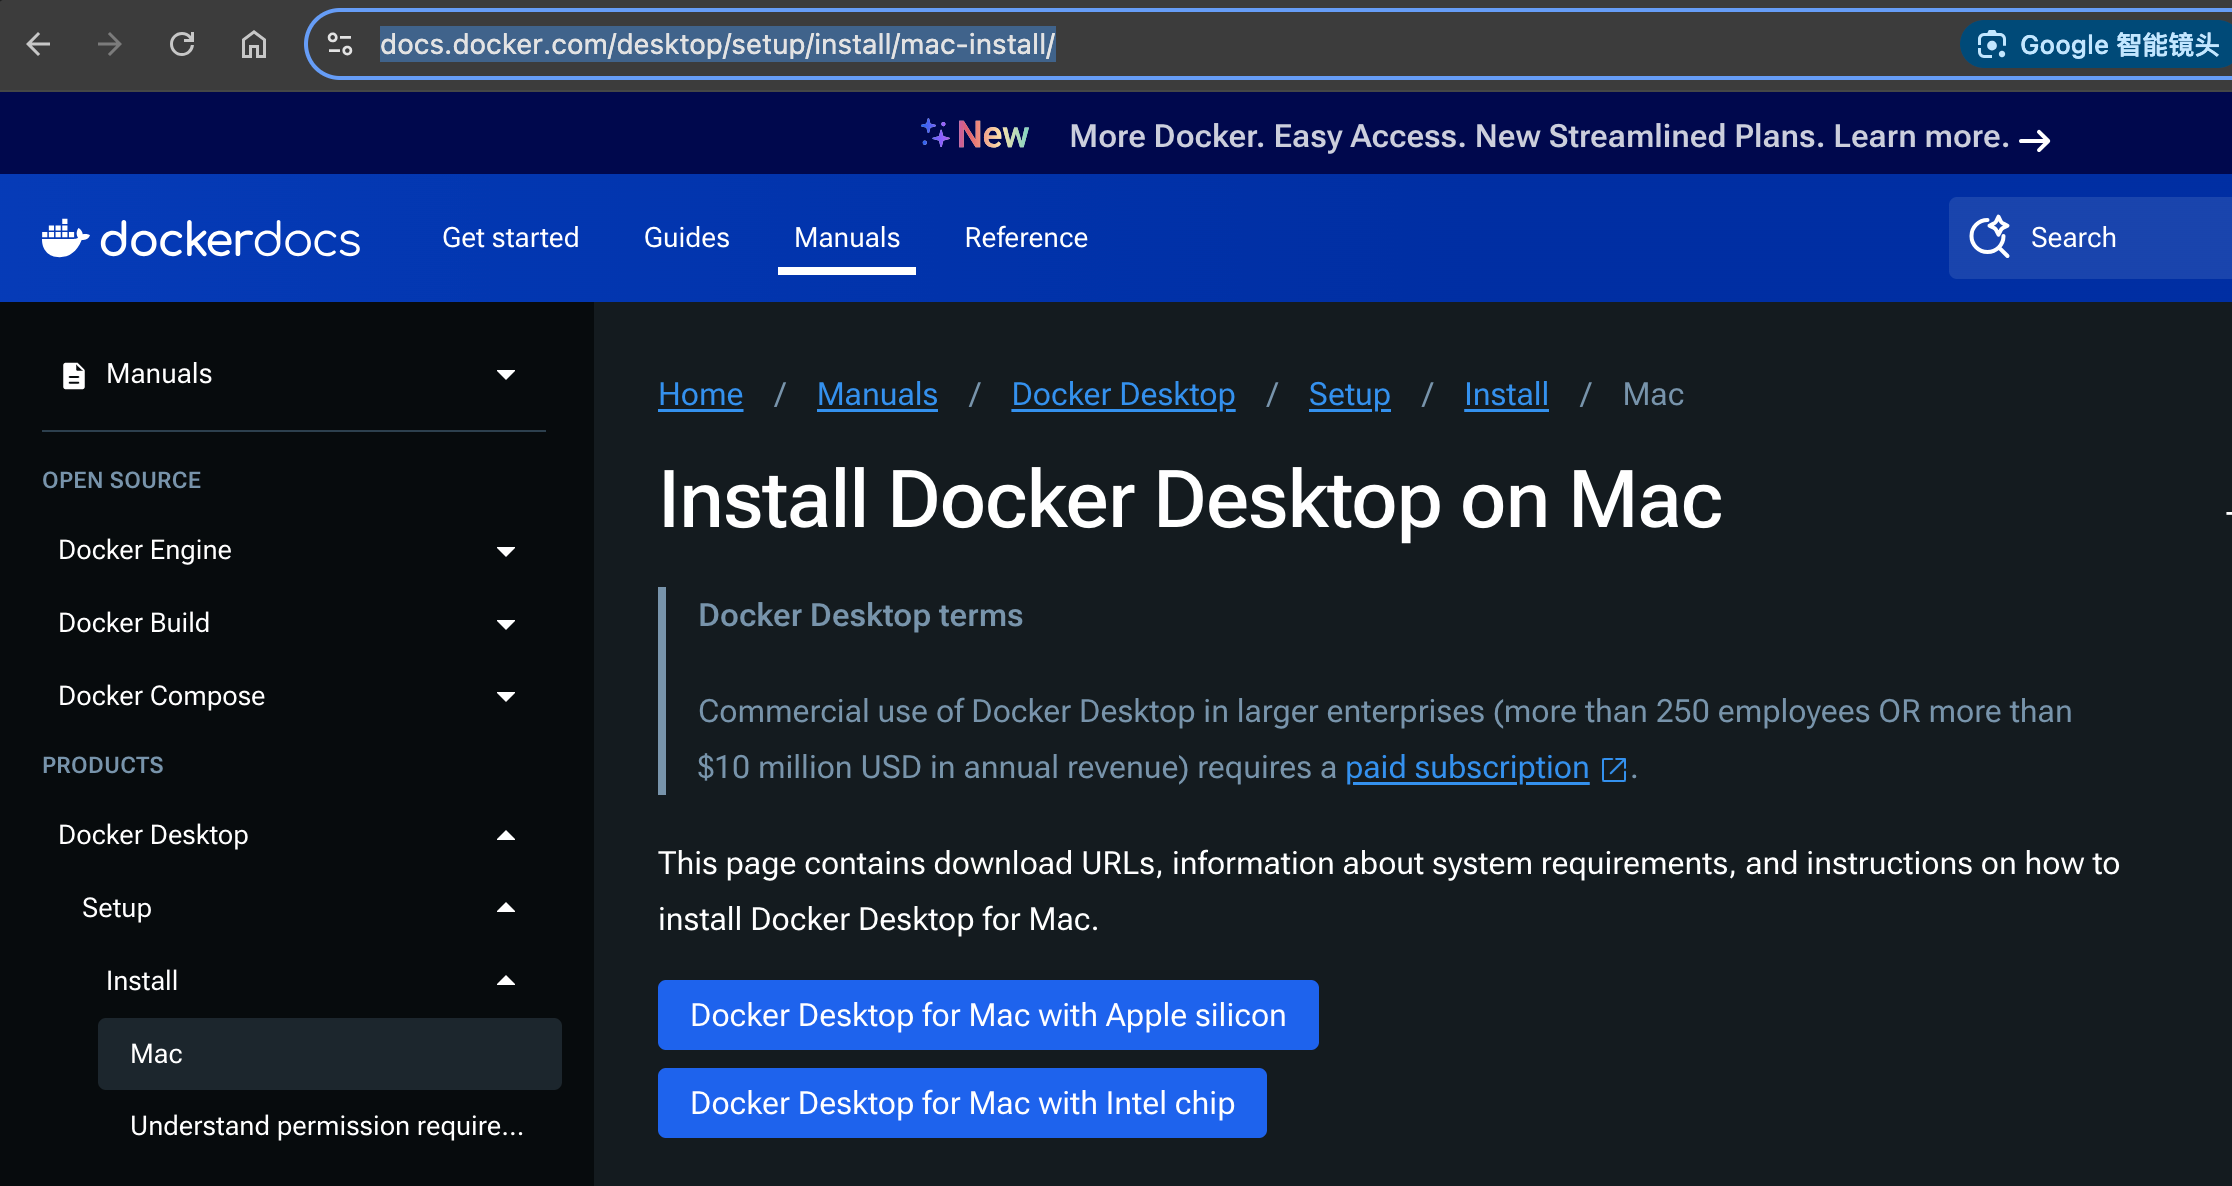 docs.docker.com/desktop/setup/install/mac-install/
Google 智能镜头
New More Docker. Easy Access. New Streamlined Plans. Learn more. →
dockerdocs
Get started
Guides
Manuals
Reference
Search
Manuals
OPEN SOURCE
Docker Engine
Docker Build
Docker Compose
PRODUCTS
Docker Desktop
Setup
Install
Mac
Understand permission require...
Home / Manuals / Docker Desktop / Setup / Install / Mac
Install Docker Desktop on Mac
Docker Desktop terms
Commercial use of Docker Desktop in larger enterprises (more than 250 employees OR more than
$10 million USD in annual revenue) requires a paid subscription.
This page contains download URLs, information about system requirements, and instructions on how to
install Docker Desktop for Mac.
Docker Desktop for Mac with Apple silicon
Docker Desktop for Mac with Intel chip